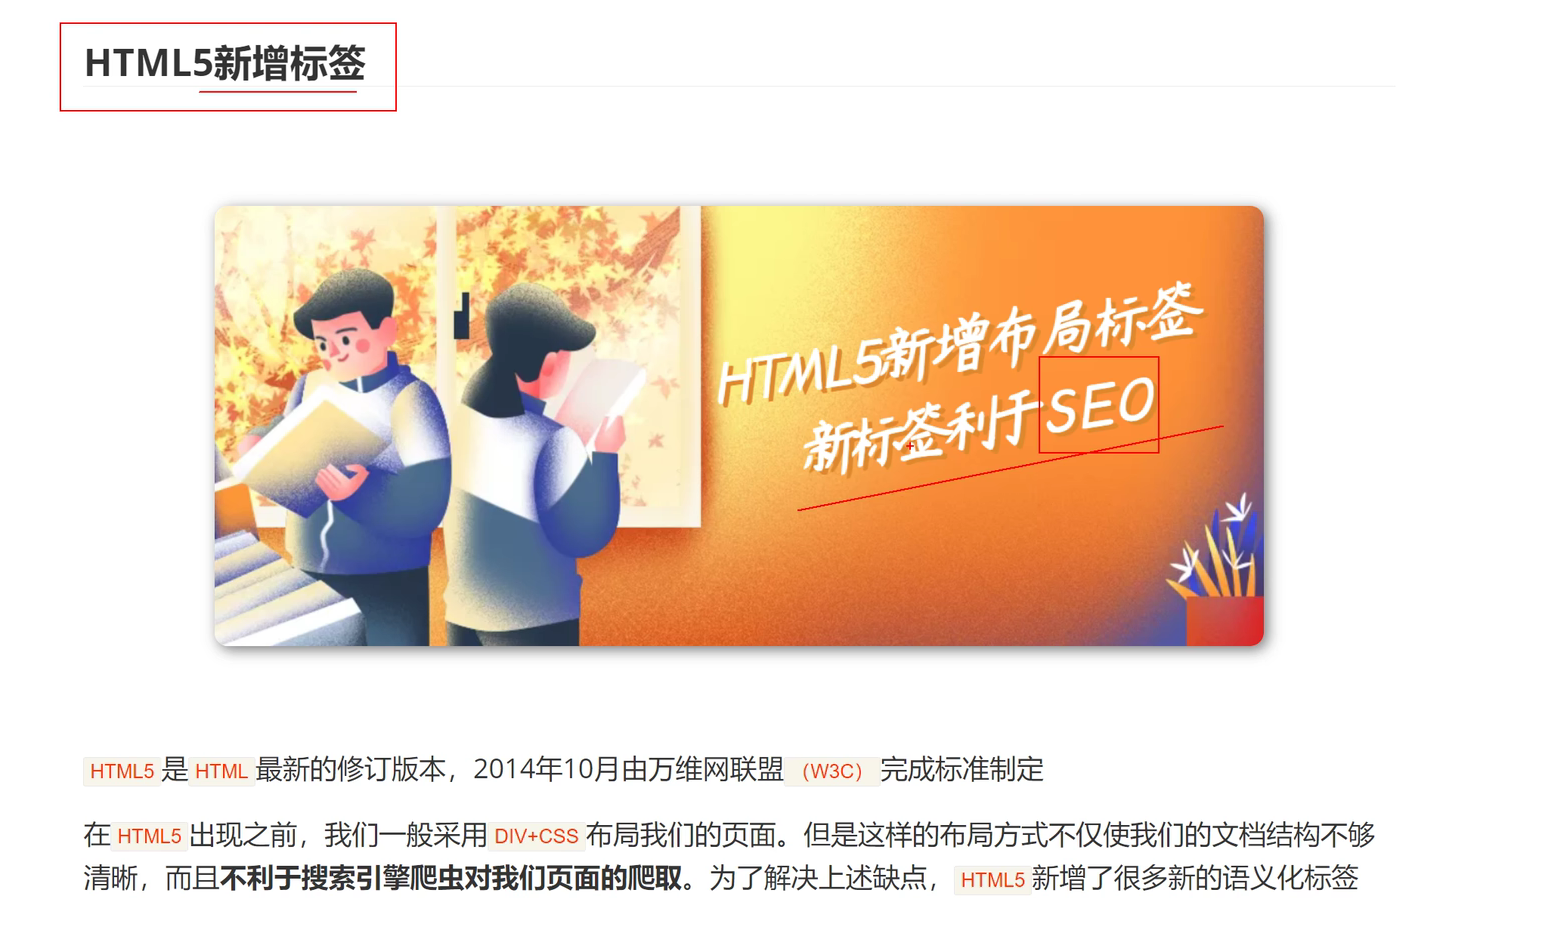 HTML5新增标签
HTML5新增布局标签
新标签利于SEO
HTML5是HTML最新的修订版本，2014年10月由万维网联盟（W3C）完成标准制定
在HTML5出现之前，我们一般采用DIV+CSS布局我们的页面。但是这样的布局方式不仅使我们的文档结构不够
清晰，而且不利于搜索引擎爬虫对我们页面的爬取。为了解决上述缺点，HTML5新增了很多新的语义化标签